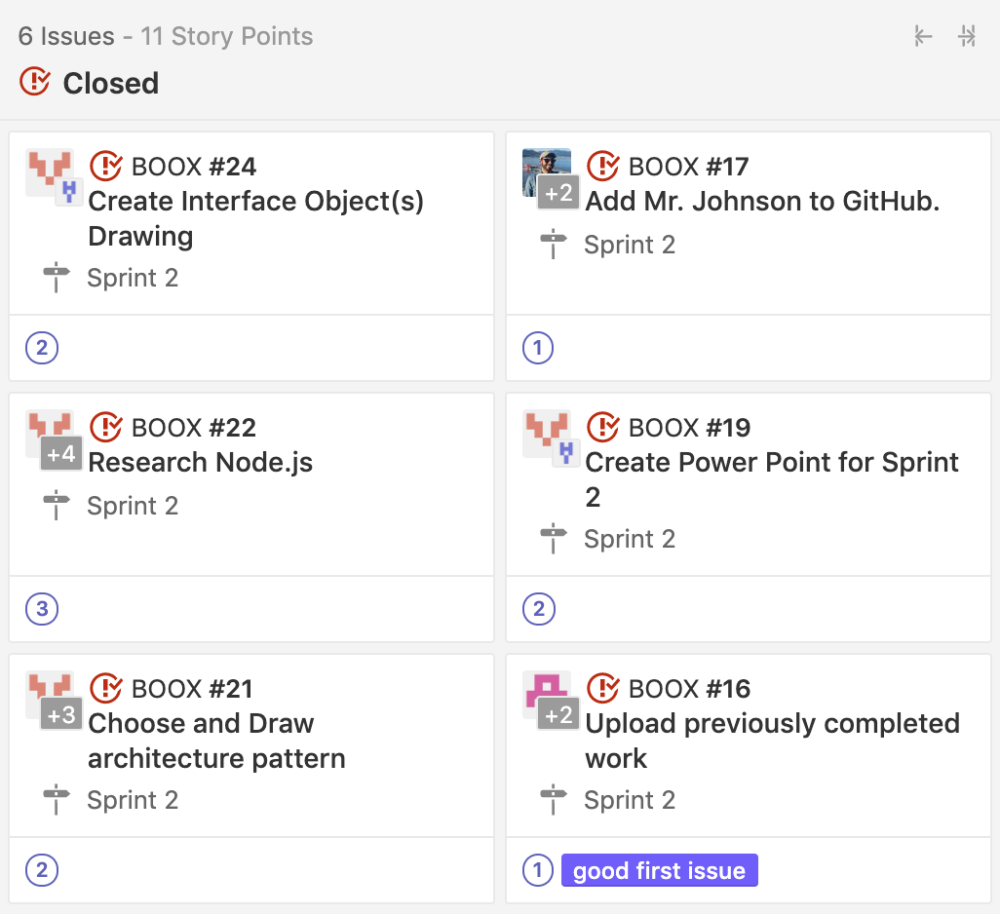 6 Issues - 11 Story Points
Closed
BOOX #24
Create Interface Object(s)
Drawing
Sprint 2
2
+2
BOOX #17
Add Mr. Johnson to GitHub.
Sprint 2
1
BOOX #22
+4
Research Node.js
Sprint 2
3
BOOX #19
Create Power Point for Sprint
2
Sprint 2
2
BOOX #21
+3
Choose and Draw
architecture pattern
Sprint 2
2
BOOX #16
+2
Upload previously completed
work
Sprint 2
1 good first issue